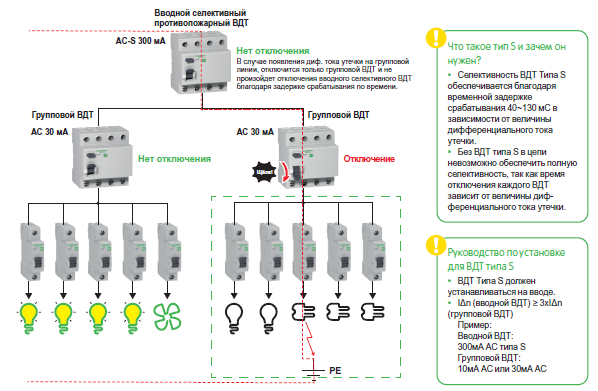 Вводной селективный
противопожарный ВДТ
AC-S 300 мА
Нет отключения
В случае появления диф. тока утечки на групповой
линии, отключится только групповой ВДТ и не
произойдет отключения вводного селективного ВДТ
благодаря задержке срабатывания по времени.
Групповой ВДТ
AC 30 мА
Нет отключения
Групповой ВДТ
AC 30 мА
Отключение
Щёлк!
PE
!
Что такое тип S и зачем он
нужен?
• Селективность ВДТ Типа S
обеспечивается благодаря
временной задержке
срабатывания 40~130 мС в
зависимости от величины
дифференциального тока
утечки.
• Без ВДТ типа S в цепи
невозможно обеспечить полную
селективность, так как время
отключения каждого ВДТ
зависит от величины диф-
ференциального тока утечки.
!
Руководство по установке
для ВДТ типа S
• ВДТ Типа S должен
устанавливаться на вводе.
• I∆n (вводной ВДТ) ≥ 3xI∆n
(групповой ВДТ)
Пример:
Вводной ВДТ:
300мА AC типа S
Групповой ВДТ:
10мА AC или 30мА AC